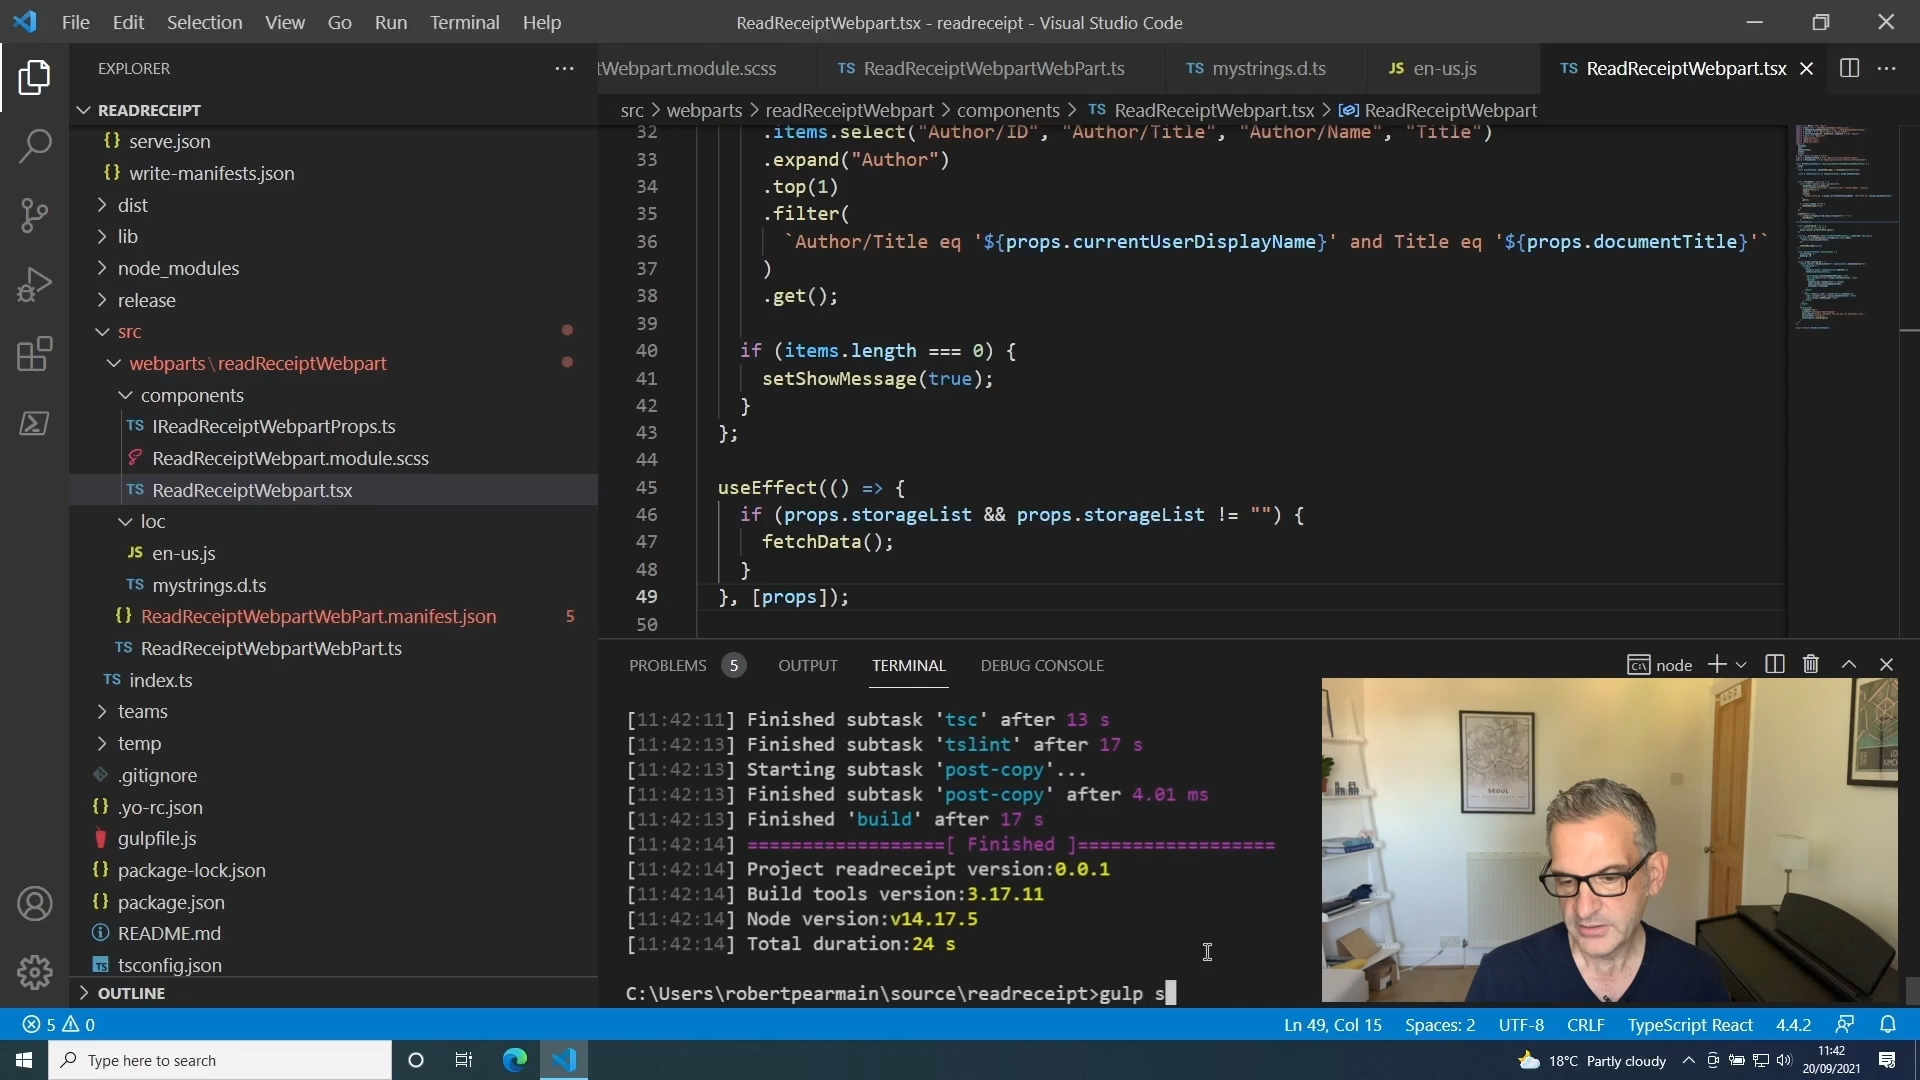 File Edit Selection View Go Run Terminal Help
ReadReceiptWebpart.tsx - readreceipt - Visual Studio Code
EXPLORER
READRECEIPT
serve.json
write-manifests.json
dist
lib
node_modules
release
src
webparts\readReceiptWebpart
components
TS IReadReceiptWebpartProps.ts
ReadReceiptWebpart.module.scss
TS ReadReceiptWebpart.tsx
loc
JS en-us.js
TS mystrings.d.ts
{} ReadReceiptWebpartWebPart.manifest.json 5
TS ReadReceiptWebpartWebPart.ts
TS index.ts
teams
temp
.gitignore
{} .yo-rc.json
gulpfile.js
{} package-lock.json
{} package.json
README.md
TS tsconfig.json
OUTLINE
tWebpart.module.scss
TS ReadReceiptWebpartWebPart.ts
TS mystrings.d.ts
JS en-us.js
TS ReadReceiptWebpart.tsx
src > webparts > readReceiptWebpart > components > TS ReadReceiptWebpart.tsx > ReadReceiptWebpart
32 .items.select("Author/ID", "Author/Title", "Author/Name", "Title")
33 .expand("Author")
34 .top(1)
35 .filter(
36 `Author/Title eq '${props.currentUserDisplayName}' and Title eq '${props.documentTitle}'`
37 )
38 .get();
39
40 if (items.length === 0) {
41 setShowMessage(true);
42 }
43 };
44
45 useEffect(() => {
46 if (props.storageList && props.storageList != "") {
47 fetchData();
48 }
49 }, [props]);
50
PROBLEMS 5 OUTPUT TERMINAL DEBUG CONSOLE
node
[11:42:11] Finished subtask 'tsc' after 13 s
[11:42:13] Finished subtask 'tslint' after 17 s
[11:42:13] Starting subtask 'post-copy'...
[11:42:13] Finished subtask 'post-copy' after 4.01 ms
[11:42:13] Finished 'build' after 17 s
[11:42:14] ==================[ Finished ]==================
[11:42:14] Project readreceipt version:0.0.1
[11:42:14] Build tools version:3.17.11
[11:42:14] Node version:v14.17.5
[11:42:14] Total duration:24 s
C:\Users\robertpearmain\source\readreceipt>gulp s
SEOUL
5 0
Ln 49, Col 15 Spaces: 2 UTF-8 CRLF TypeScript React 4.4.2
Type here to search
18°C Partly cloudy
11:42
20/09/2021